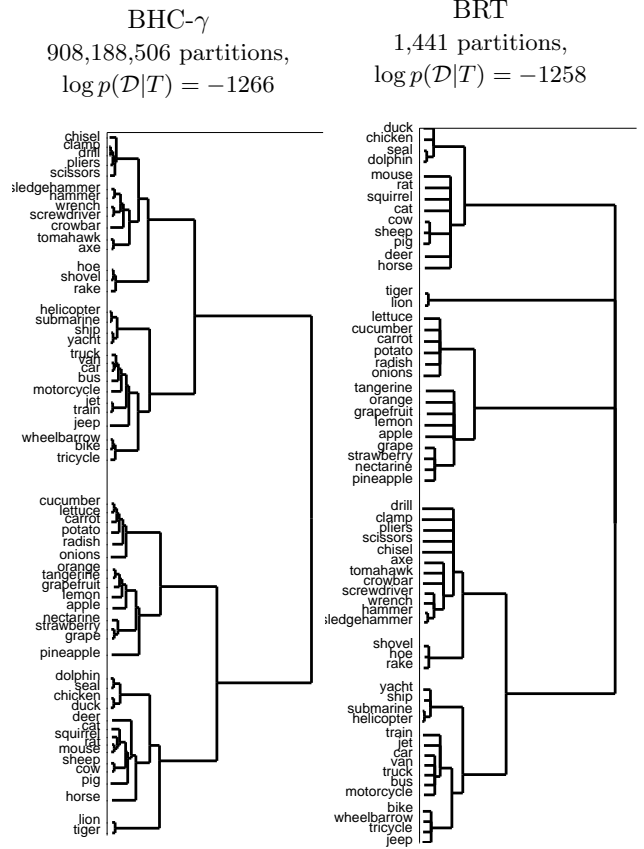 BHC-γ
908,188,506 partitions,
log p(D|T) = −1266
chisel
clamp
drill
pliers
scissors
sledgehammer
hammer
wrench
screwdriver
crowbar
tomahawk
axe
hoe
shovel
rake
helicopter
submarine
ship
yacht
truck
van
car
bus
motorcycle
jet
train
jeep
wheelbarrow
bike
tricycle
cucumber
lettuce
carrot
potato
radish
onions
orange
tangerine
grapefruit
lemon
apple
nectarine
strawberry
grape
pineapple
dolphin
seal
chicken
duck
deer
cat
squirrel
rat
mouse
sheep
cow
pig
horse
lion
tiger
BRT
1,441 partitions,
log p(D|T) = −1258
duck
chicken
seal
dolphin
mouse
rat
squirrel
cat
cow
sheep
pig
deer
horse
tiger
lion
lettuce
cucumber
carrot
potato
radish
onions
tangerine
orange
grapefruit
lemon
apple
grape
strawberry
nectarine
pineapple
drill
clamp
pliers
scissors
chisel
axe
tomahawk
crowbar
screwdriver
wrench
hammer
sledgehammer
shovel
hoe
rake
yacht
ship
submarine
helicopter
train
jet
car
van
truck
bus
motorcycle
bike
wheelbarrow
tricycle
jeep